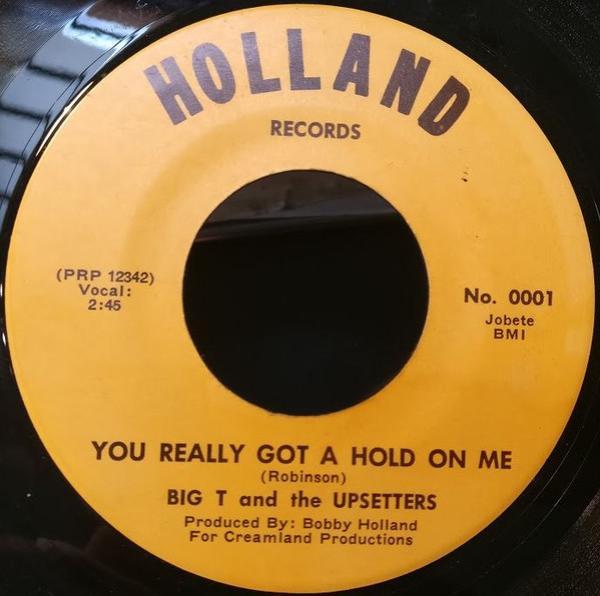 HOLLAND
RECORDS
(PRP 12342)
Vocal:
2:45
No. 0001
Jobete
BMI
YOU REALLY GOT A HOLD ON ME
(Robinson)
BIG T and the UPSETTERS
Produced By: Bobby Holland
For Creamland Productions